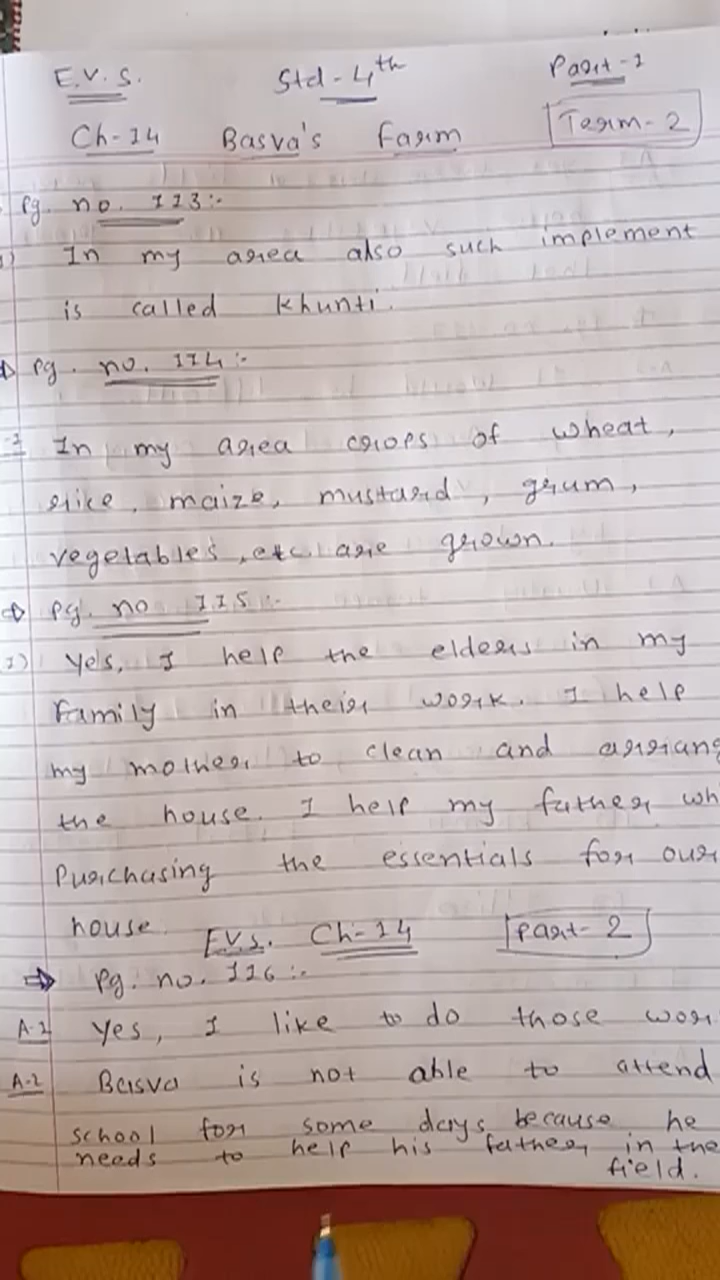 E.V.S. Std - 4th Part-1
Ch-14 Basva's Farm Term-2
Pg. no. 113:-
1) In my area also such implement
is called Khunti.
Pg. no. 114:-
1 In my area crops of wheat,
rice, maize, mustard, grum,
vegetables, etc. are grown.
Pg. no 115:-
1) Yes, I help the elders in my
family in their work. I help
my mother to clean and arrang
the house. I help my father wh
Purchasing the essentials for our
house.
E.V.S. Ch-14 Part-2
⇒ Pg. no. 116:-
A-1 Yes, I like to do those wor
A-2 Basva is not able to attend
school for some days because he
needs to help his father in the
field.